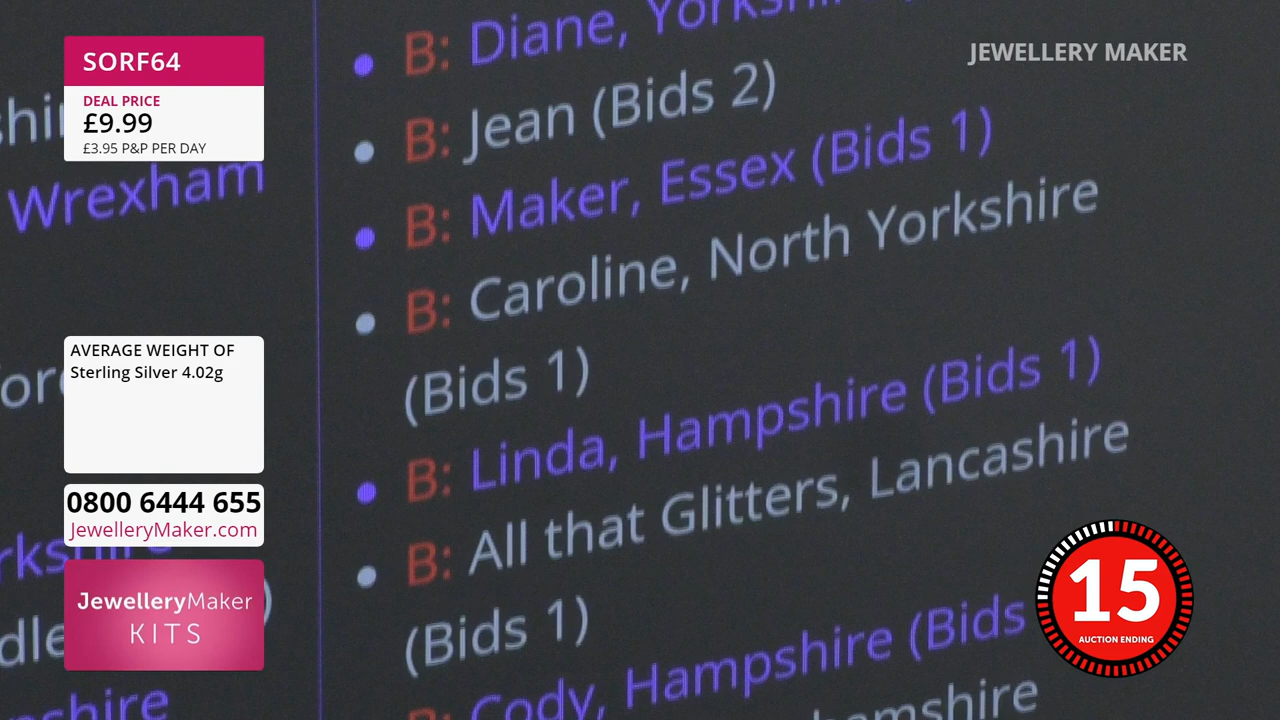 SORF64
DEAL PRICE
£9.99
£3.95 P&P PER DAY
Wrexham
AVERAGE WEIGHT OF
Sterling Silver 4.02g
0800 6444 655
JewelleryMaker.com
JewelleryMaker
KITS
JEWELLERY MAKER
• B: Diane,
• B: Jean (Bids 2)
• B: Maker, Essex (Bids 1)
• B: Caroline, North Yorkshire
(Bids 1)
• B: Linda, Hampshire (Bids 1)
• B: All that Glitters, Lancashire
(Bids 1)
B: Cody, Hampshire (Bids
15
AUCTION ENDING